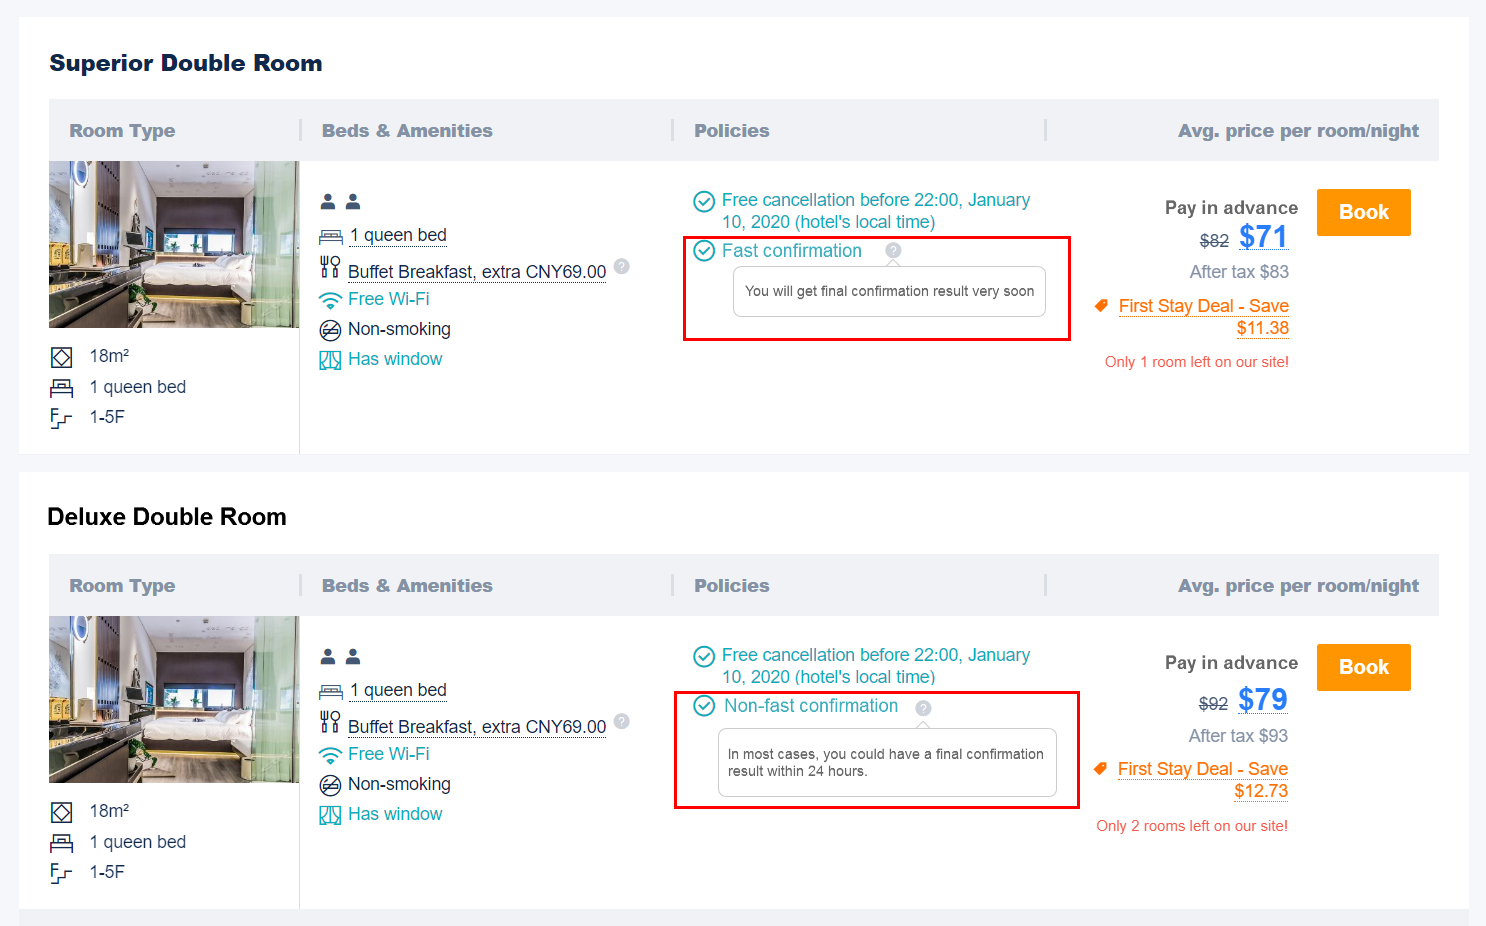 Superior Double Room
Room Type
Beds & Amenities
Policies
Avg. price per room/night
18m²
1 queen bed
1-5F
1 queen bed
Buffet Breakfast, extra CNY69.00 ?
Free Wi-Fi
Non-smoking
Has window
Free cancellation before 22:00, January
10, 2020 (hotel's local time)
Fast confirmation ?
You will get final confirmation result very soon
Pay in advance
$82 $71
After tax $83
First Stay Deal - Save
$11.38
Only 1 room left on our site!
Book
Deluxe Double Room
Room Type
Beds & Amenities
Policies
Avg. price per room/night
18m²
1 queen bed
1-5F
1 queen bed
Buffet Breakfast, extra CNY69.00 ?
Free Wi-Fi
Non-smoking
Has window
Free cancellation before 22:00, January
10, 2020 (hotel's local time)
Non-fast confirmation ?
In most cases, you could have a final confirmation
result within 24 hours.
Pay in advance
$92 $79
After tax $93
First Stay Deal - Save
$12.73
Only 2 rooms left on our site!
Book